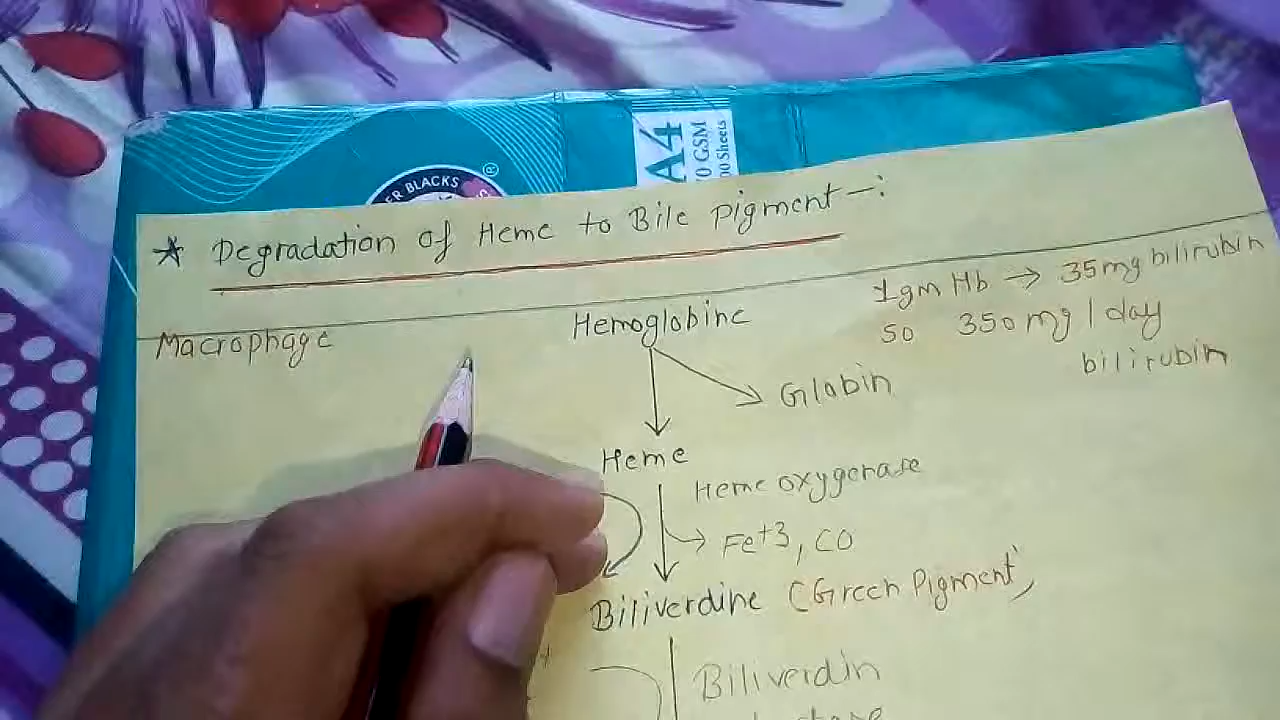 A4
70 GSM
00 Sheets
ER BLACKS
®
* Degradation of Heme to Bile Pigment-:
1gm Hb → 35mg bilirubin
so 350mg/day
bilirubin
Macrophage
Hemoglobine
Globin
Heme
Heme oxygenase
Fe+3, CO
Biliverdine (Green Pigment)
Biliverdin